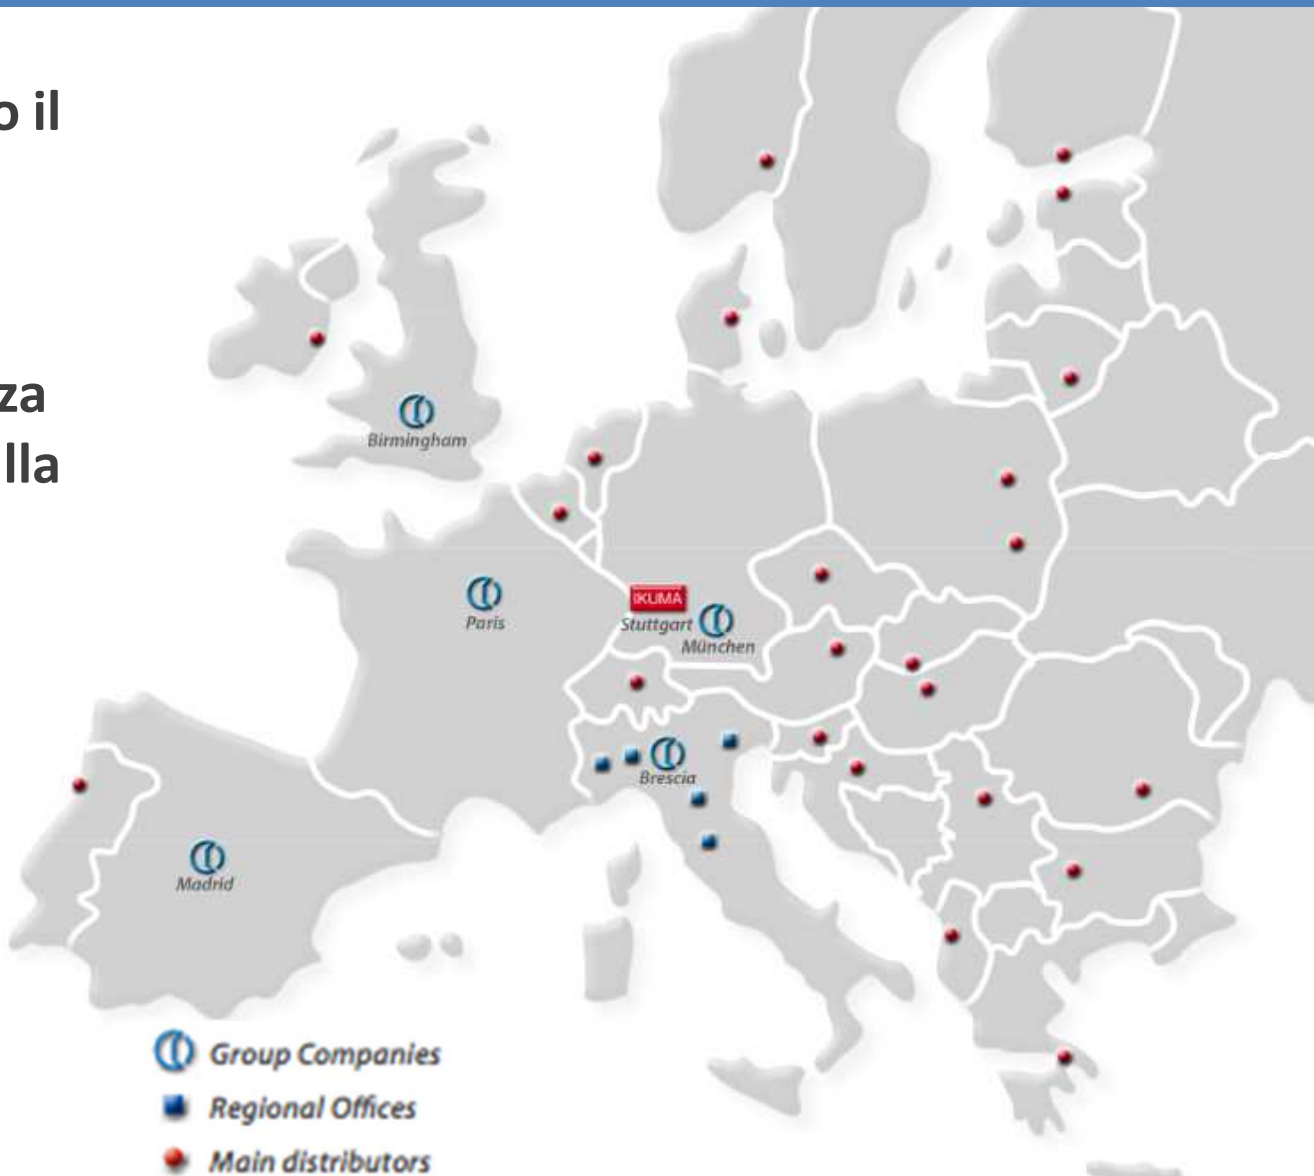 o il
za
lla
Birmingham
Paris
IKUMA
Stuttgart
München
Brescia
Madrid
Group Companies
Regional Offices
Main distributors